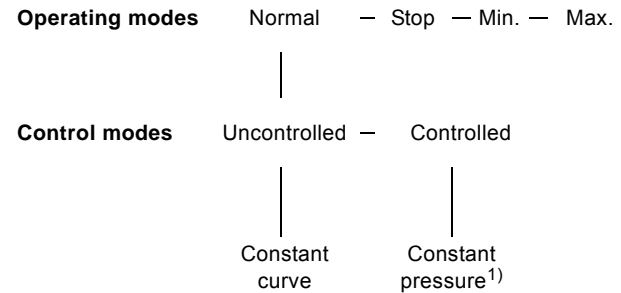 Operating modes Normal – Stop – Min. – Max.
Control modes Uncontrolled – Controlled
Constant curve Constant pressure1)